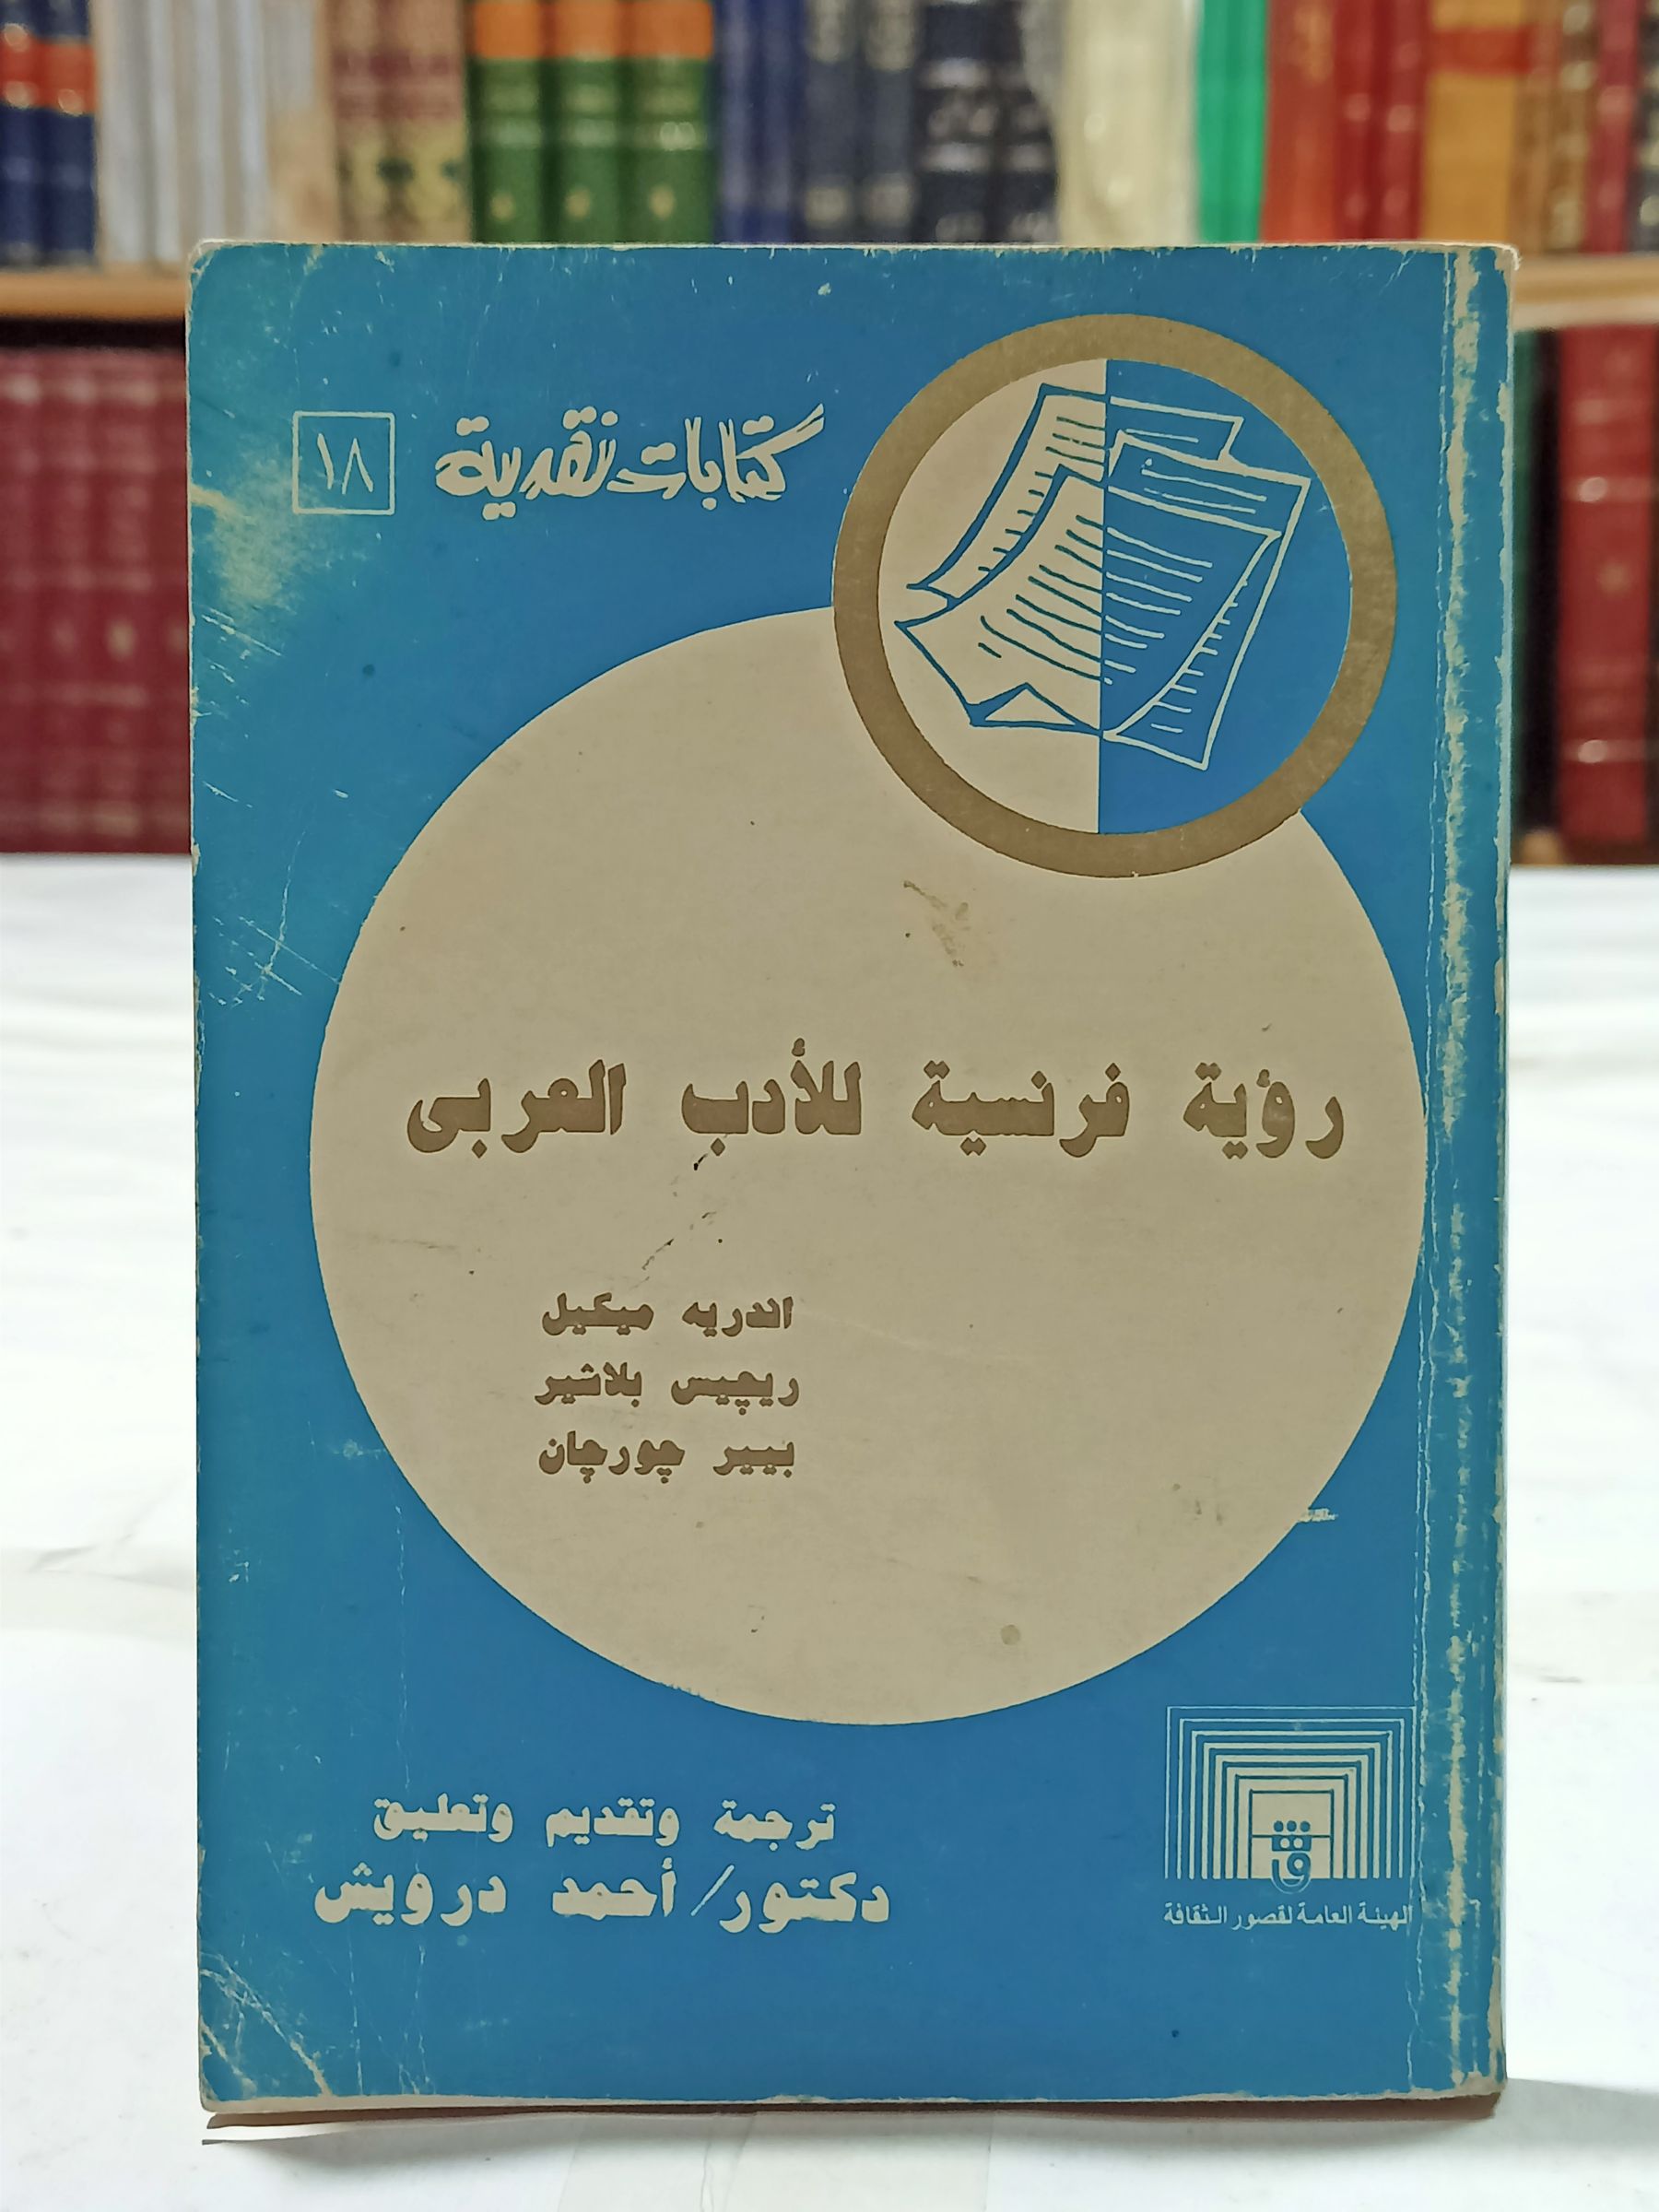 كتابات نقدية ١٨
رؤية فرنسية للأدب العربى
اندريه ميكيل
ريچيس بلاشير
بيير چورچان
ترجمة وتقديم وتعليق
دكتور/أحمد درويش
الهيئة العامة لقصور الثقافة